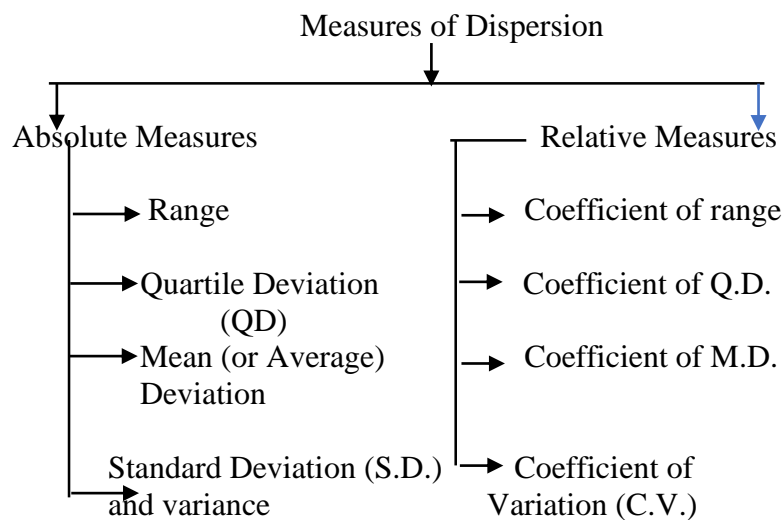 Measures of Dispersion
Absolute Measures
Range
Quartile Deviation
(QD)
Mean (or Average)
Deviation
Standard Deviation (S.D.)
and variance
Relative Measures
Coefficient of range
Coefficient of Q.D.
Coefficient of M.D.
Coefficient of
Variation (C.V.)